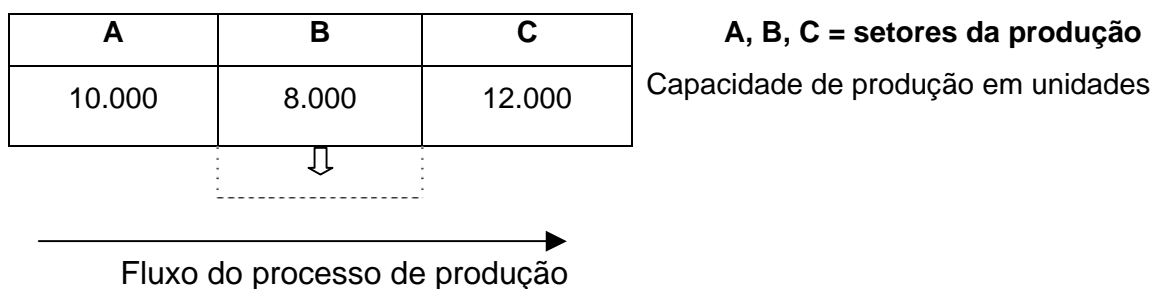 A B C
A, B, C = setores da produção
10.000 8.000 12.000
Capacidade de produção em unidades
Fluxo do processo de produção